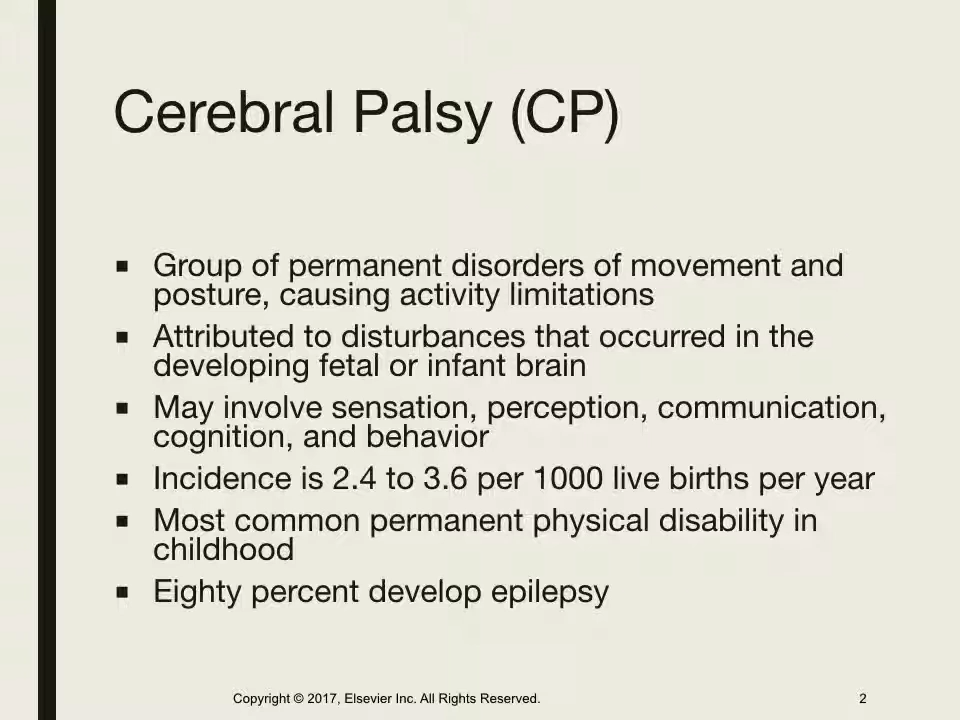 Cerebral Palsy (CP)
▪ Group of permanent disorders of movement and
posture, causing activity limitations
▪ Attributed to disturbances that occurred in the
developing fetal or infant brain
▪ May involve sensation, perception, communication,
cognition, and behavior
▪ Incidence is 2.4 to 3.6 per 1000 live births per year
▪ Most common permanent physical disability in
childhood
▪ Eighty percent develop epilepsy
Copyright © 2017, Elsevier Inc. All Rights Reserved. 2